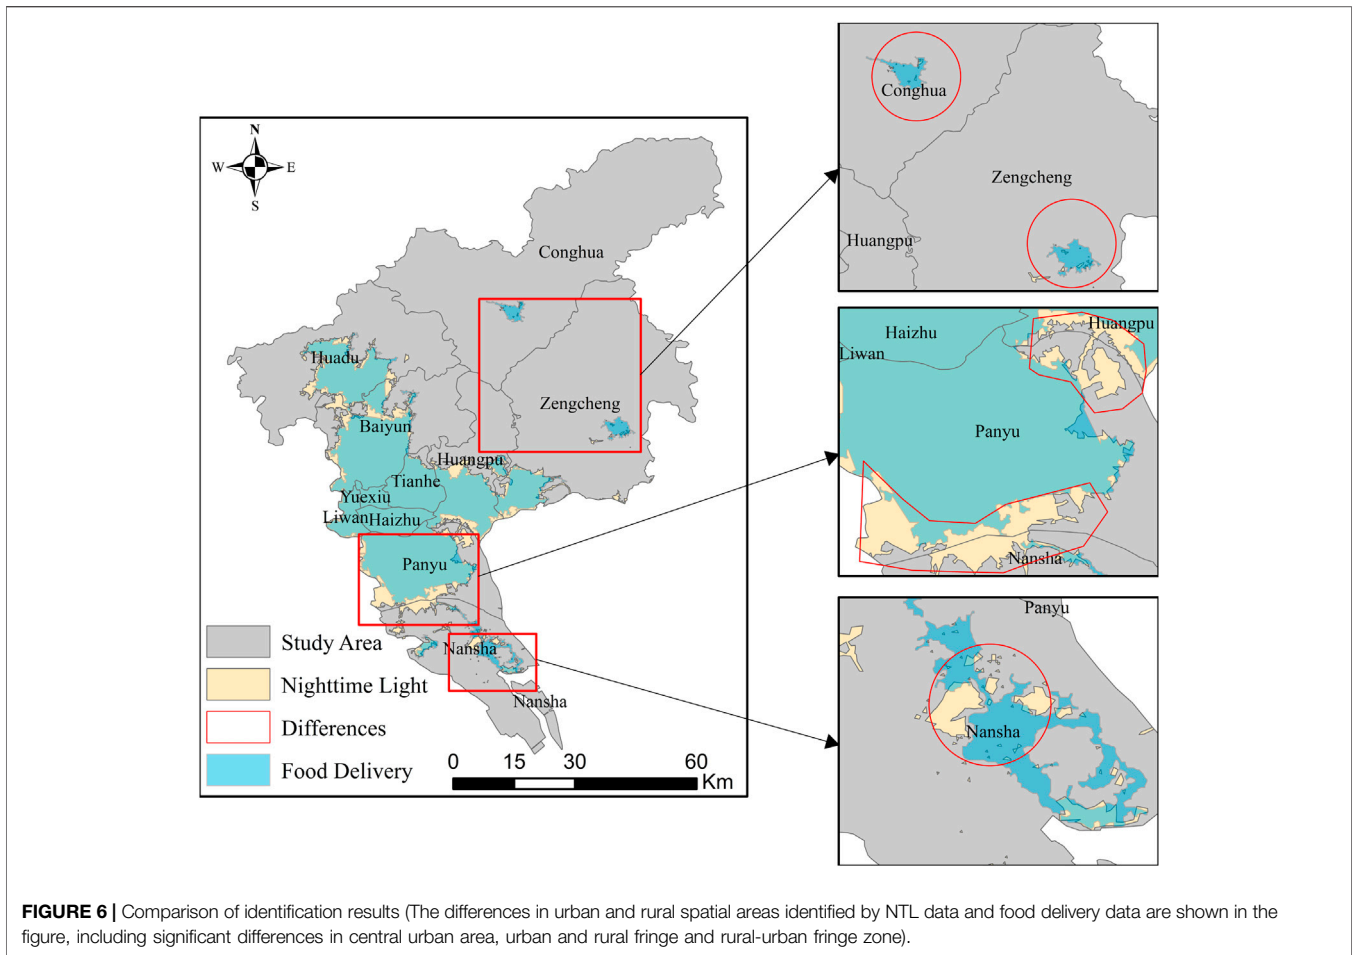 N
W
E
S
Conghua
Huadu
Zengcheng
Baiyun
Huangpu
Tianhe
Yuexiu
Liwan
Haizhu
Panyu
Nansha
Nansha
Study Area
Nighttime Light
Differences
Food Delivery
0 15 30 60
Km
Conghua
Zengcheng
Huangpu
Haizhu
Huangpu
Liwan
Panyu
Nansha
Panyu
Nansha
FIGURE 6 | Comparison of identification results (The differences in urban and rural spatial areas identified by NTL data and food delivery data are shown in the
figure, including significant differences in central urban area, urban and rural fringe and rural-urban fringe zone).